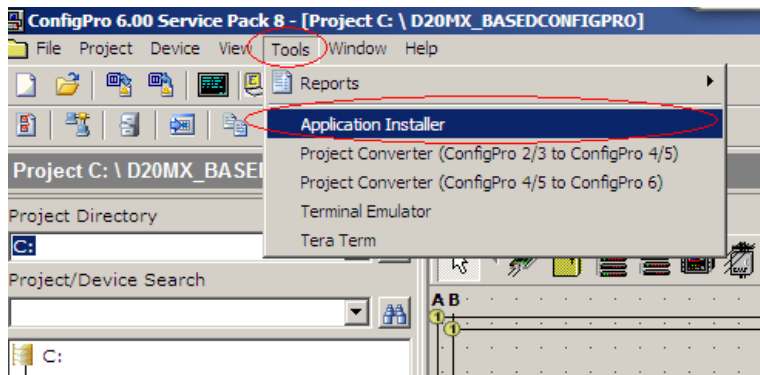 ConfigPro 6.00 Service Pack 8 - [Project C: \ D20MX_BASEDCONFIGPRO]
File Project Device View Tools Window Help
Reports
Application Installer
Project Converter (ConfigPro 2/3 to ConfigPro 4/5)
Project Converter (ConfigPro 4/5 to ConfigPro 6)
Terminal Emulator
Tera Term
Project C: \ D20MX_BASE
Project Directory
C:
Project/Device Search
A B
1
1
C: